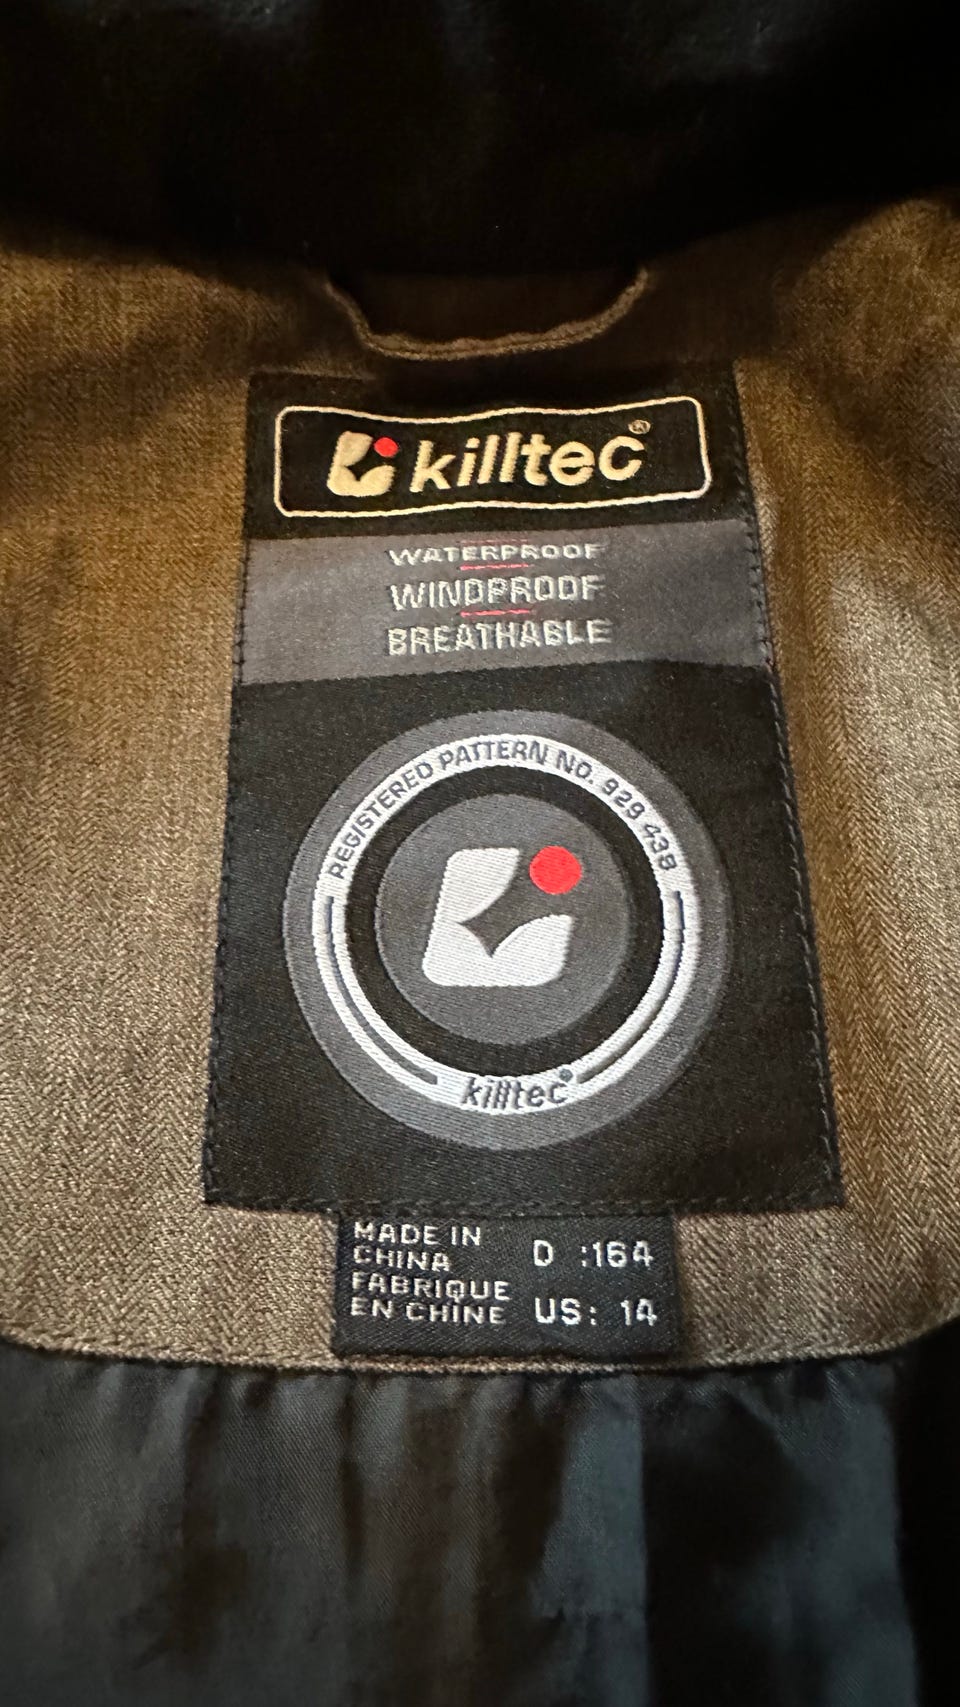 killtec®
WATERPROOF
WINDPROOF
BREATHABLE
REGISTERED PATTERN NO. 929 438
killtec®
MADE IN
CHINA
FABRIQUE
EN CHINE
D :164
US: 14